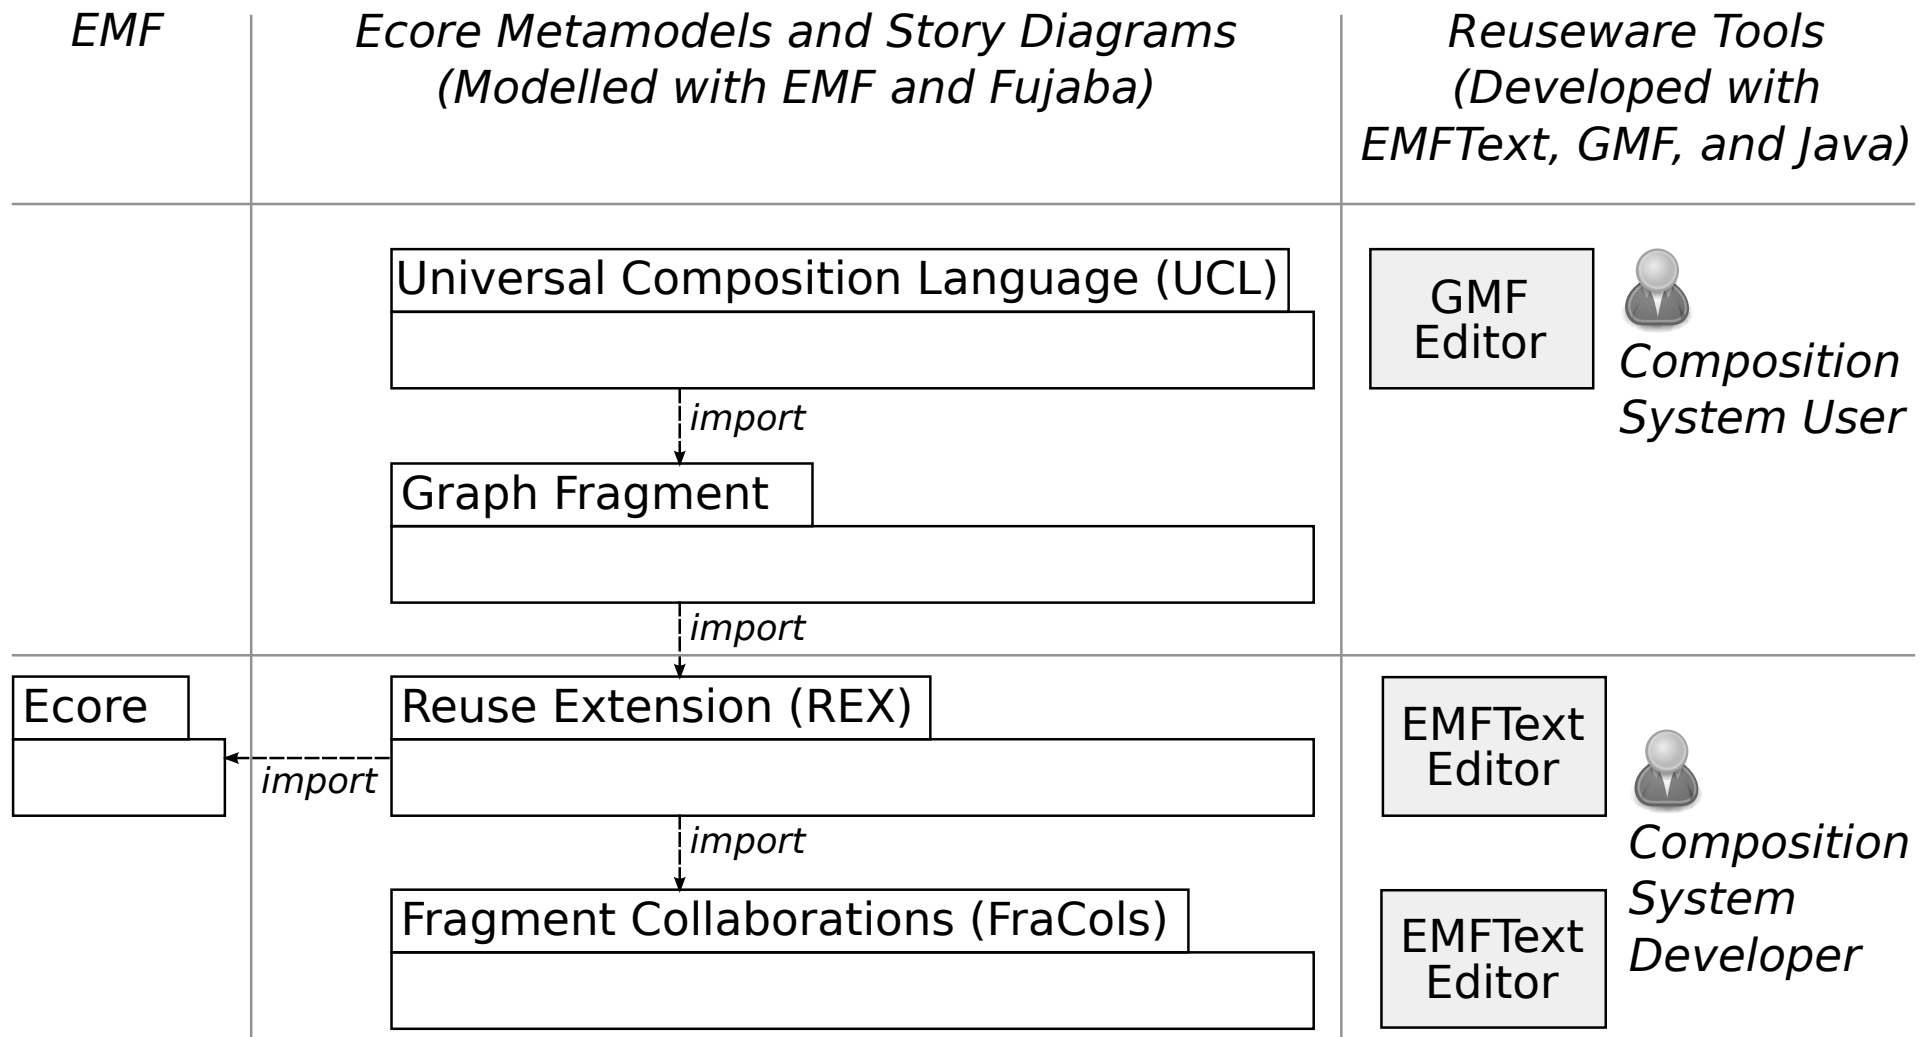 EMF
Ecore Metamodels and Story Diagrams
(Modelled with EMF and Fujaba)
Reuseware Tools
(Developed with
EMFText, GMF, and Java)
Universal Composition Language (UCL)
GMF
Editor
Composition
System User
import
Graph Fragment
import
Ecore
import
Reuse Extension (REX)
EMFText
Editor
Composition
System
Developer
import
Fragment Collaborations (FraCols)
EMFText
Editor